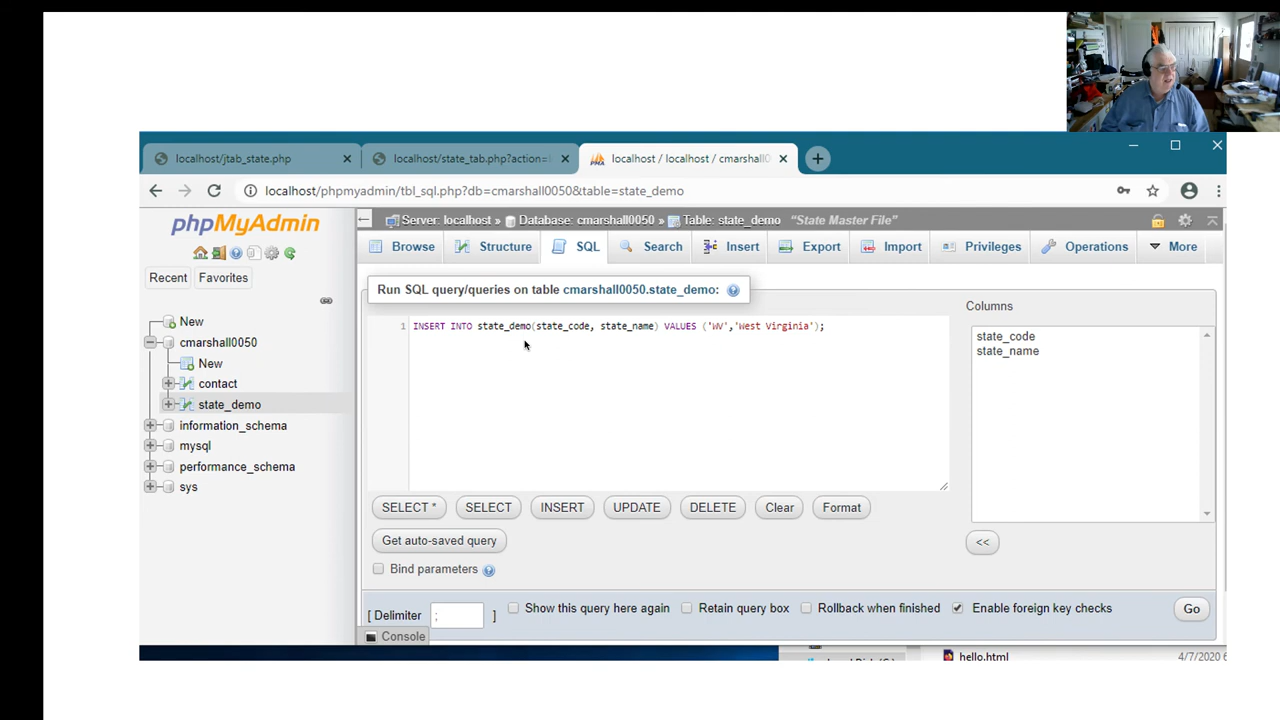 localhost/jtab_state.php
localhost/state_tab.php?action=
localhost / localhost / cmarshall0
localhost/phpmyadmin/tbl_sql.php?db=cmarshall0050&table=state_demo
phpMyAdmin
Server: localhost » Database: cmarshall0050 » Table: state_demo "State Master File"
Browse Structure SQL Search Insert Export Import Privileges Operations More
Recent Favorites
Run SQL query/queries on table cmarshall0050.state_demo:
Columns
New
cmarshall0050
New
contact
state_demo
information_schema
mysql
performance_schema
sys
1 INSERT INTO state_demo(state_code, state_name) VALUES ('WV','West Virginia');
state_code
state_name
SELECT * SELECT INSERT UPDATE DELETE Clear Format
Get auto-saved query
<<
Bind parameters
[ Delimiter ; ] Show this query here again Retain query box Rollback when finished Enable foreign key checks Go
Console
hello.html
4/7/2020 6